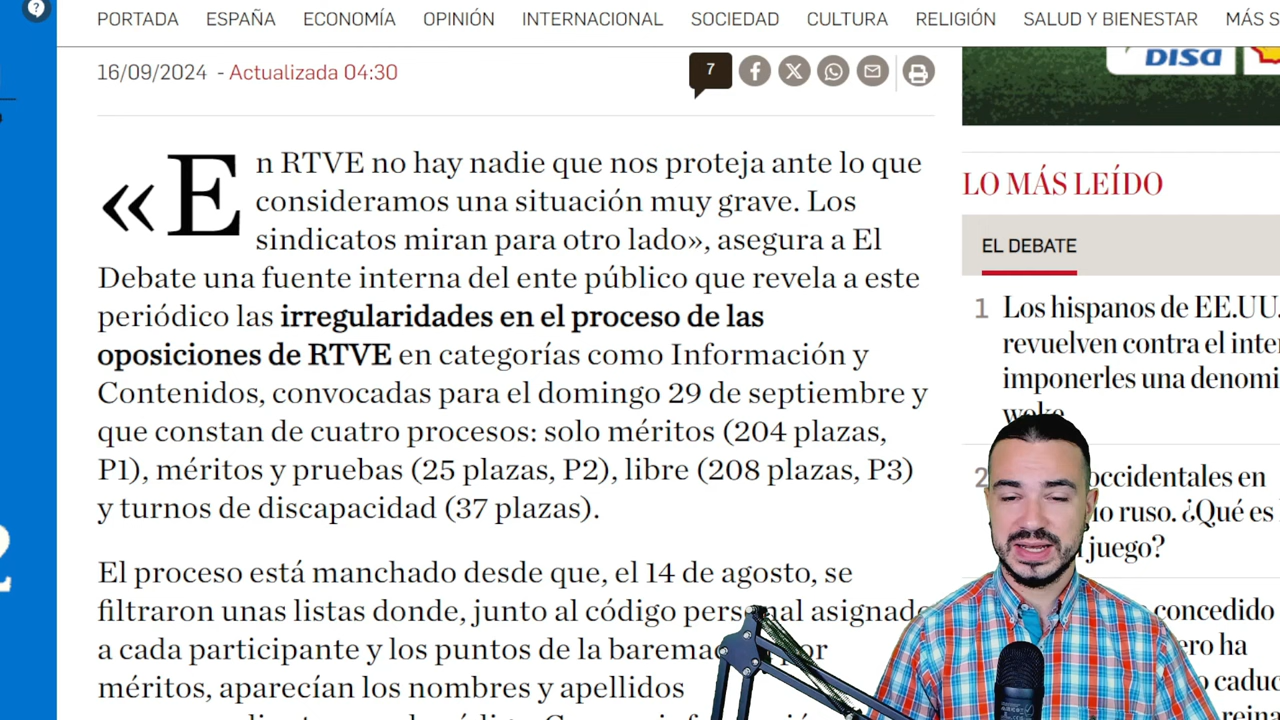 PORTADA ESPAÑA ECONOMÍA OPINIÓN INTERNACIONAL SOCIEDAD CULTURA RELIGIÓN SALUD Y BIENESTAR MÁS S
16/09/2024 - Actualizada 04:30
7
DISA
«En RTVE no hay nadie que nos proteja ante lo que
consideramos una situación muy grave. Los
sindicatos miran para otro lado», asegura a El
Debate una fuente interna del ente público que revela a este
periódico las irregularidades en el proceso de las
oposiciones de RTVE en categorías como Información y
Contenidos, convocadas para el domingo 29 de septiembre y
que constan de cuatro procesos: solo méritos (204 plazas,
P1), méritos y pruebas (25 plazas, P2), libre (208 plazas, P3)
y turnos de discapacidad (37 plazas).
El proceso está manchado desde que, el 14 de agosto, se
filtraron unas listas donde, junto al código personal asignado
a cada participante y los puntos de la por
méritos, aparecían los nombres y apellidos
LO MÁS LEÍDO
EL DEBATE
1 Los hispanos de EE.UU.
revuelven contra el inter
imponerles una denomi
woke
2 occidentales en
ruso. ¿Qué es
juego?
concedido
ero ha
caduc
reina
2